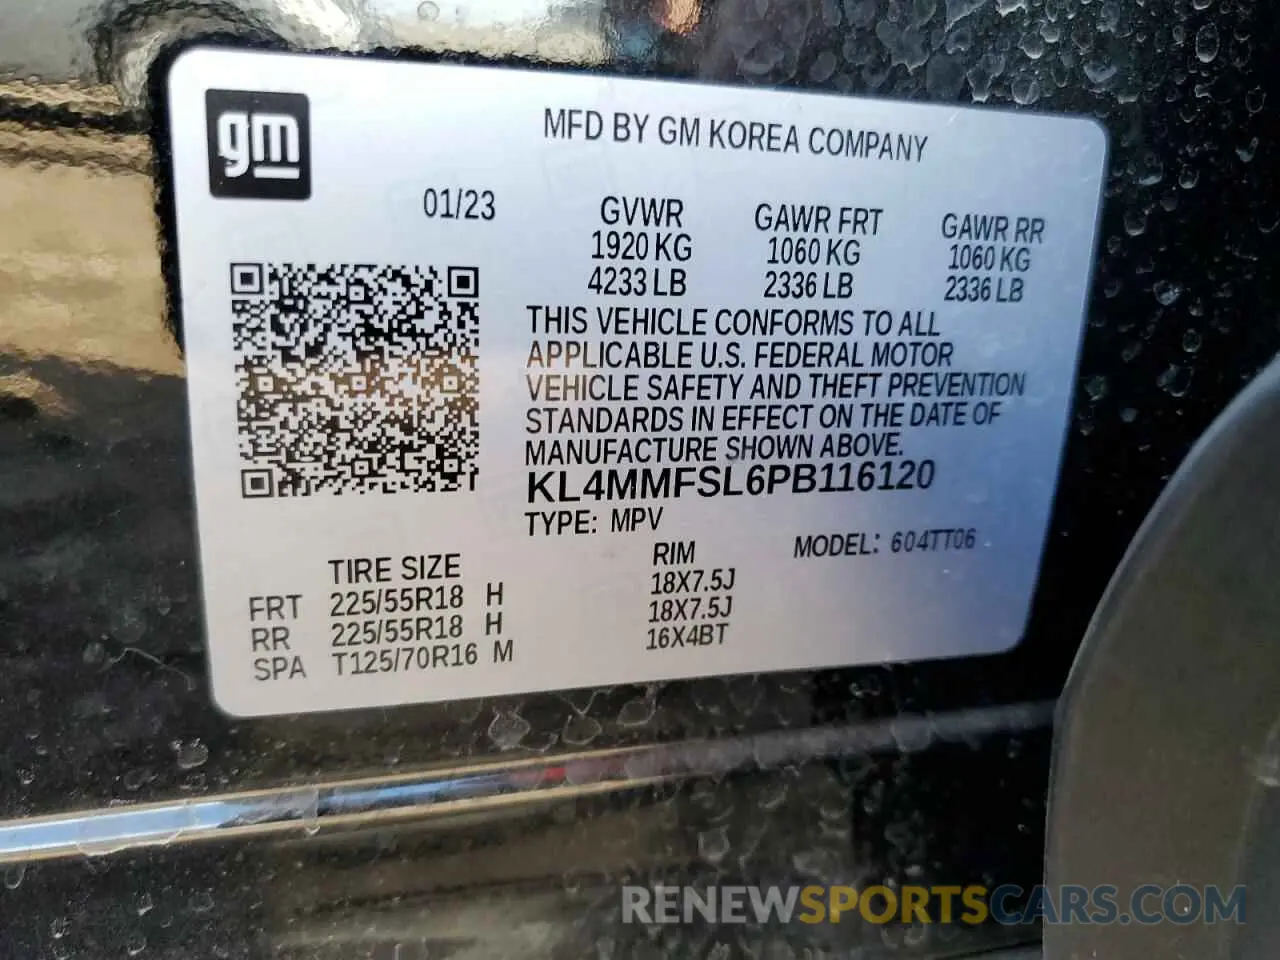 gm
MFD BY GM KOREA COMPANY
01/23
GVWR GAWR FRT GAWR RR
1920 KG 1060 KG 1060 KG
4233 LB 2336 LB 2336 LB
THIS VEHICLE CONFORMS TO ALL
APPLICABLE U.S. FEDERAL MOTOR
VEHICLE SAFETY AND THEFT PREVENTION
STANDARDS IN EFFECT ON THE DATE OF
MANUFACTURE SHOWN ABOVE.
KL4MMFSL6PB116120
TYPE: MPV
MODEL: 604TT06
TIRE SIZE RIM
FRT 225/55R18 H 18X7.5J
RR 225/55R18 H 18X7.5J
SPA T125/70R16 M 16X4BT
RENEWSPORTSCARS.COM